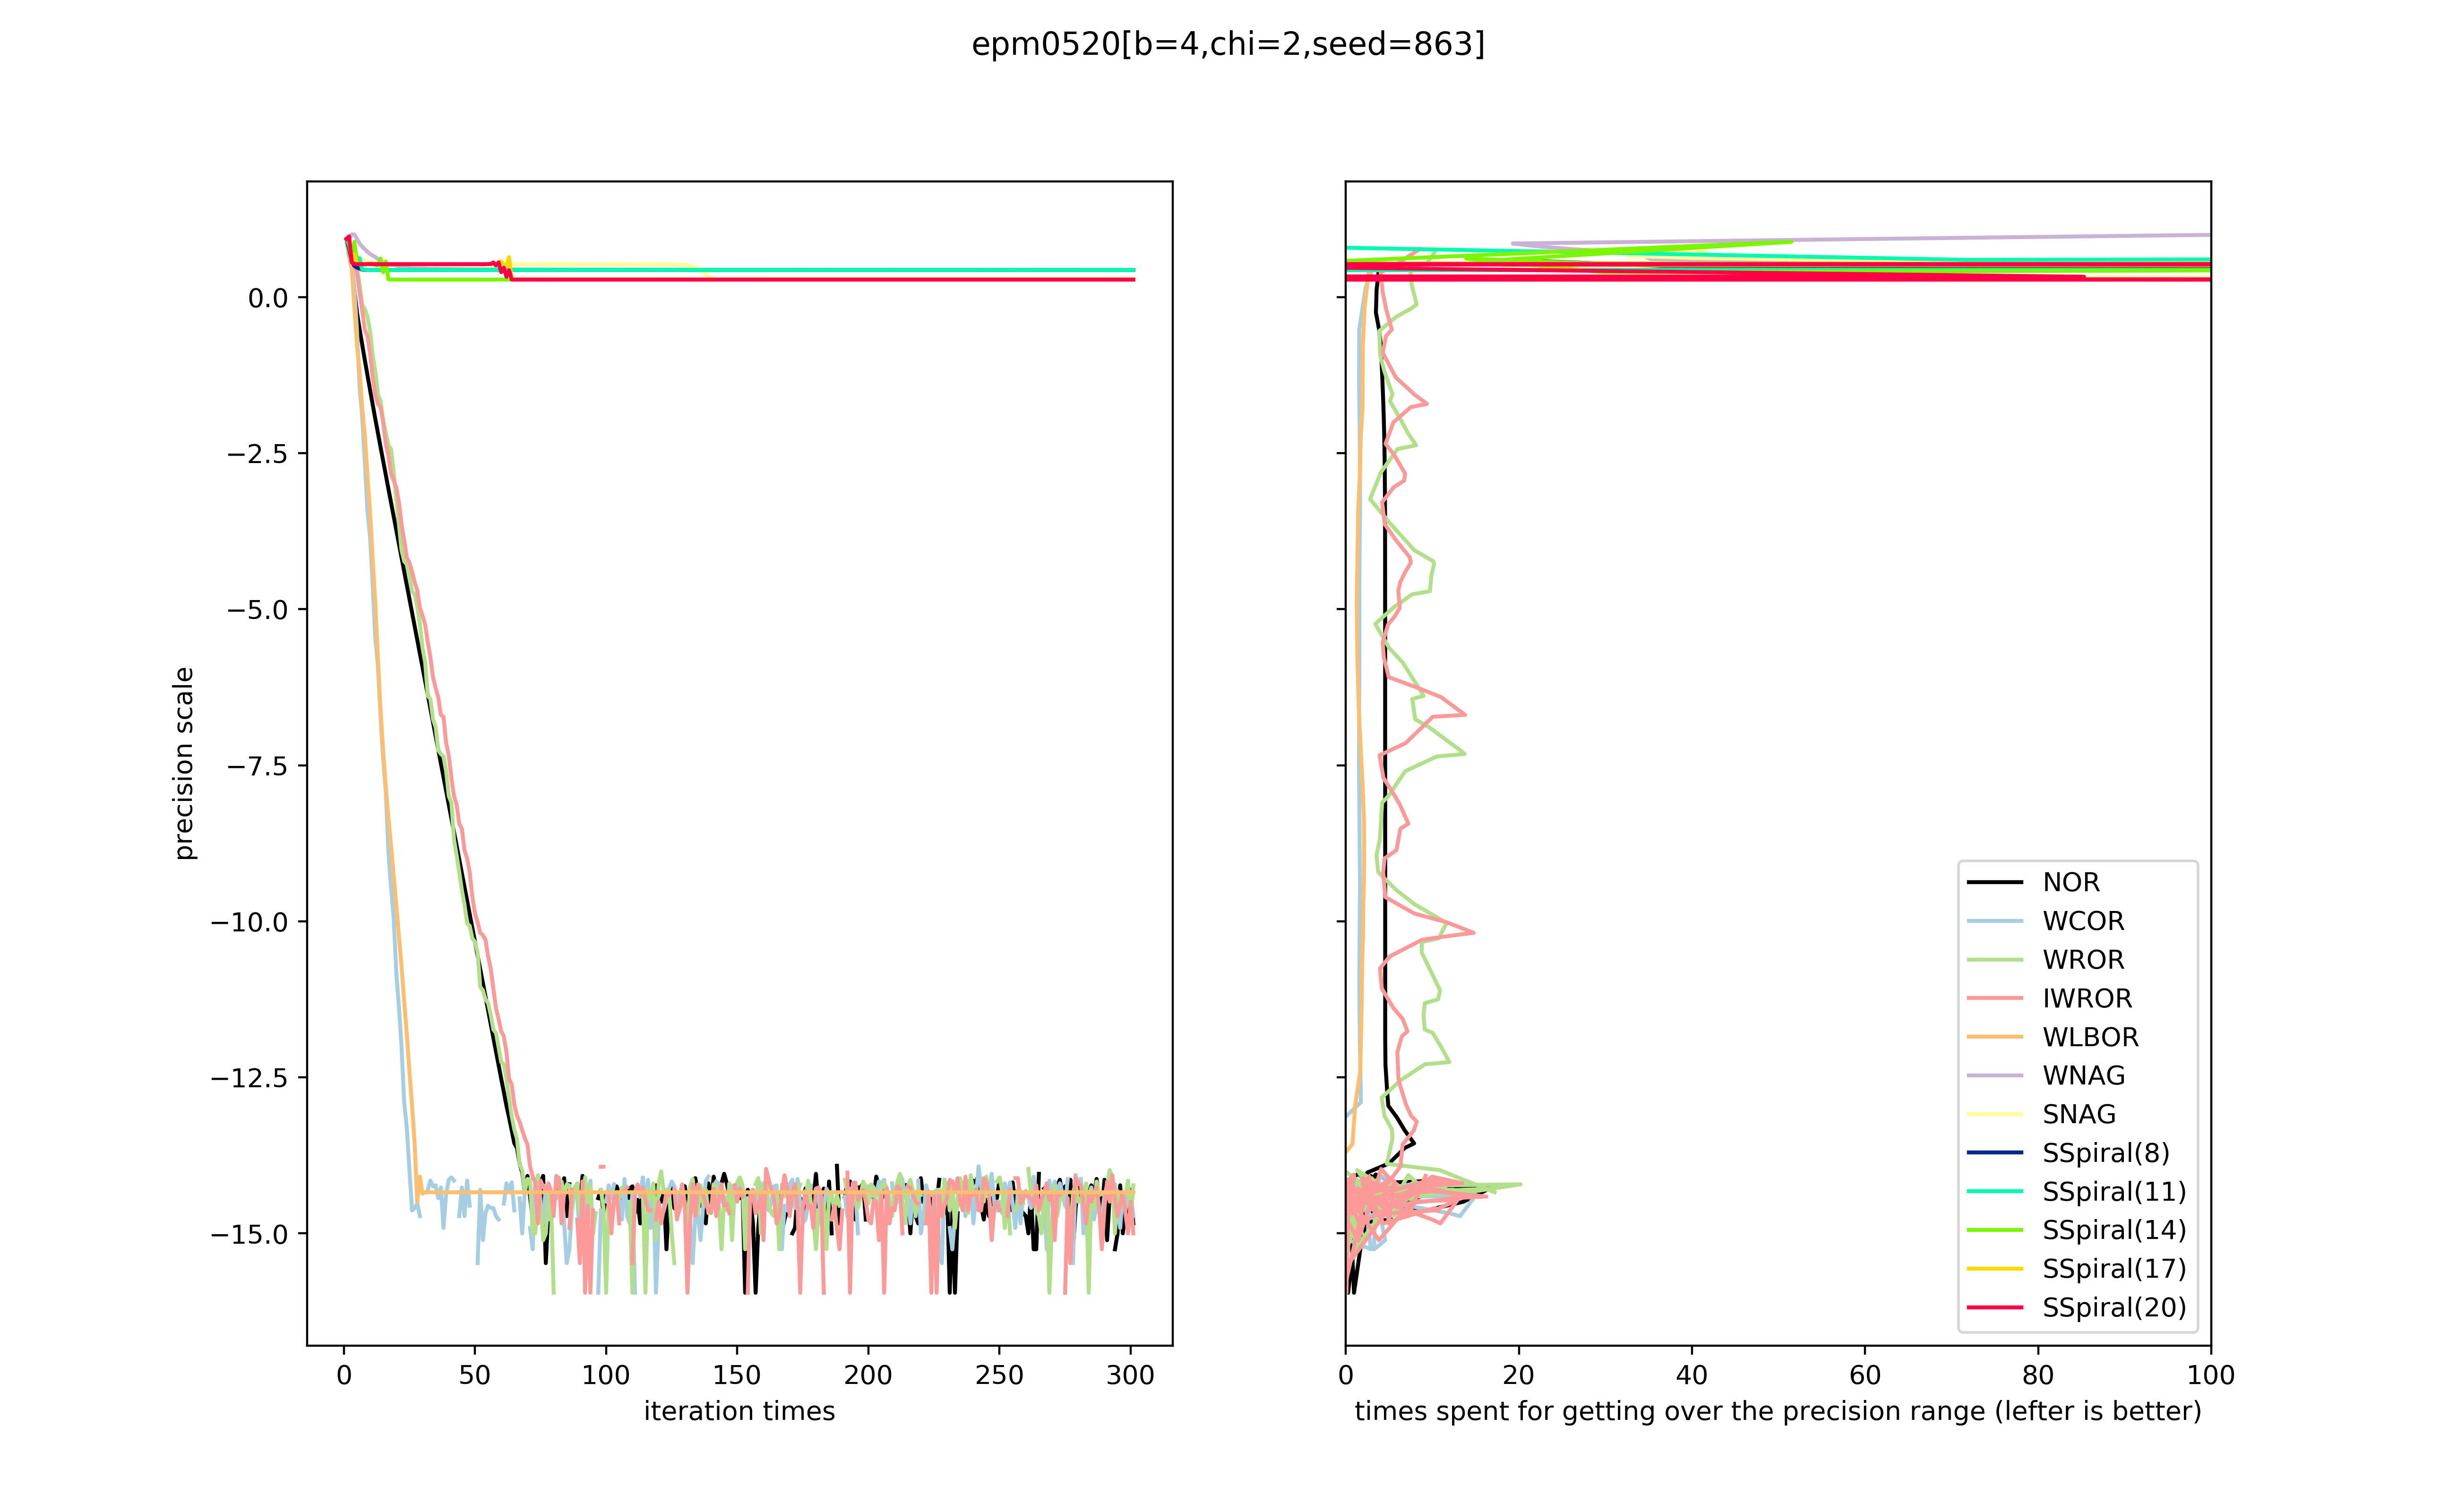 epm0520[b=4,chi=2,seed=863]
precision scale
0.0
−2.5
−5.0
−7.5
−10.0
−12.5
−15.0
0 50 100 150 200 250 300
iteration times
0 20 40 60 80 100
times spent for getting over the precision range (lefter is better)
NOR
WCOR
WROR
IWROR
WLBOR
WNAG
SNAG
SSpiral(8)
SSpiral(11)
SSpiral(14)
SSpiral(17)
SSpiral(20)